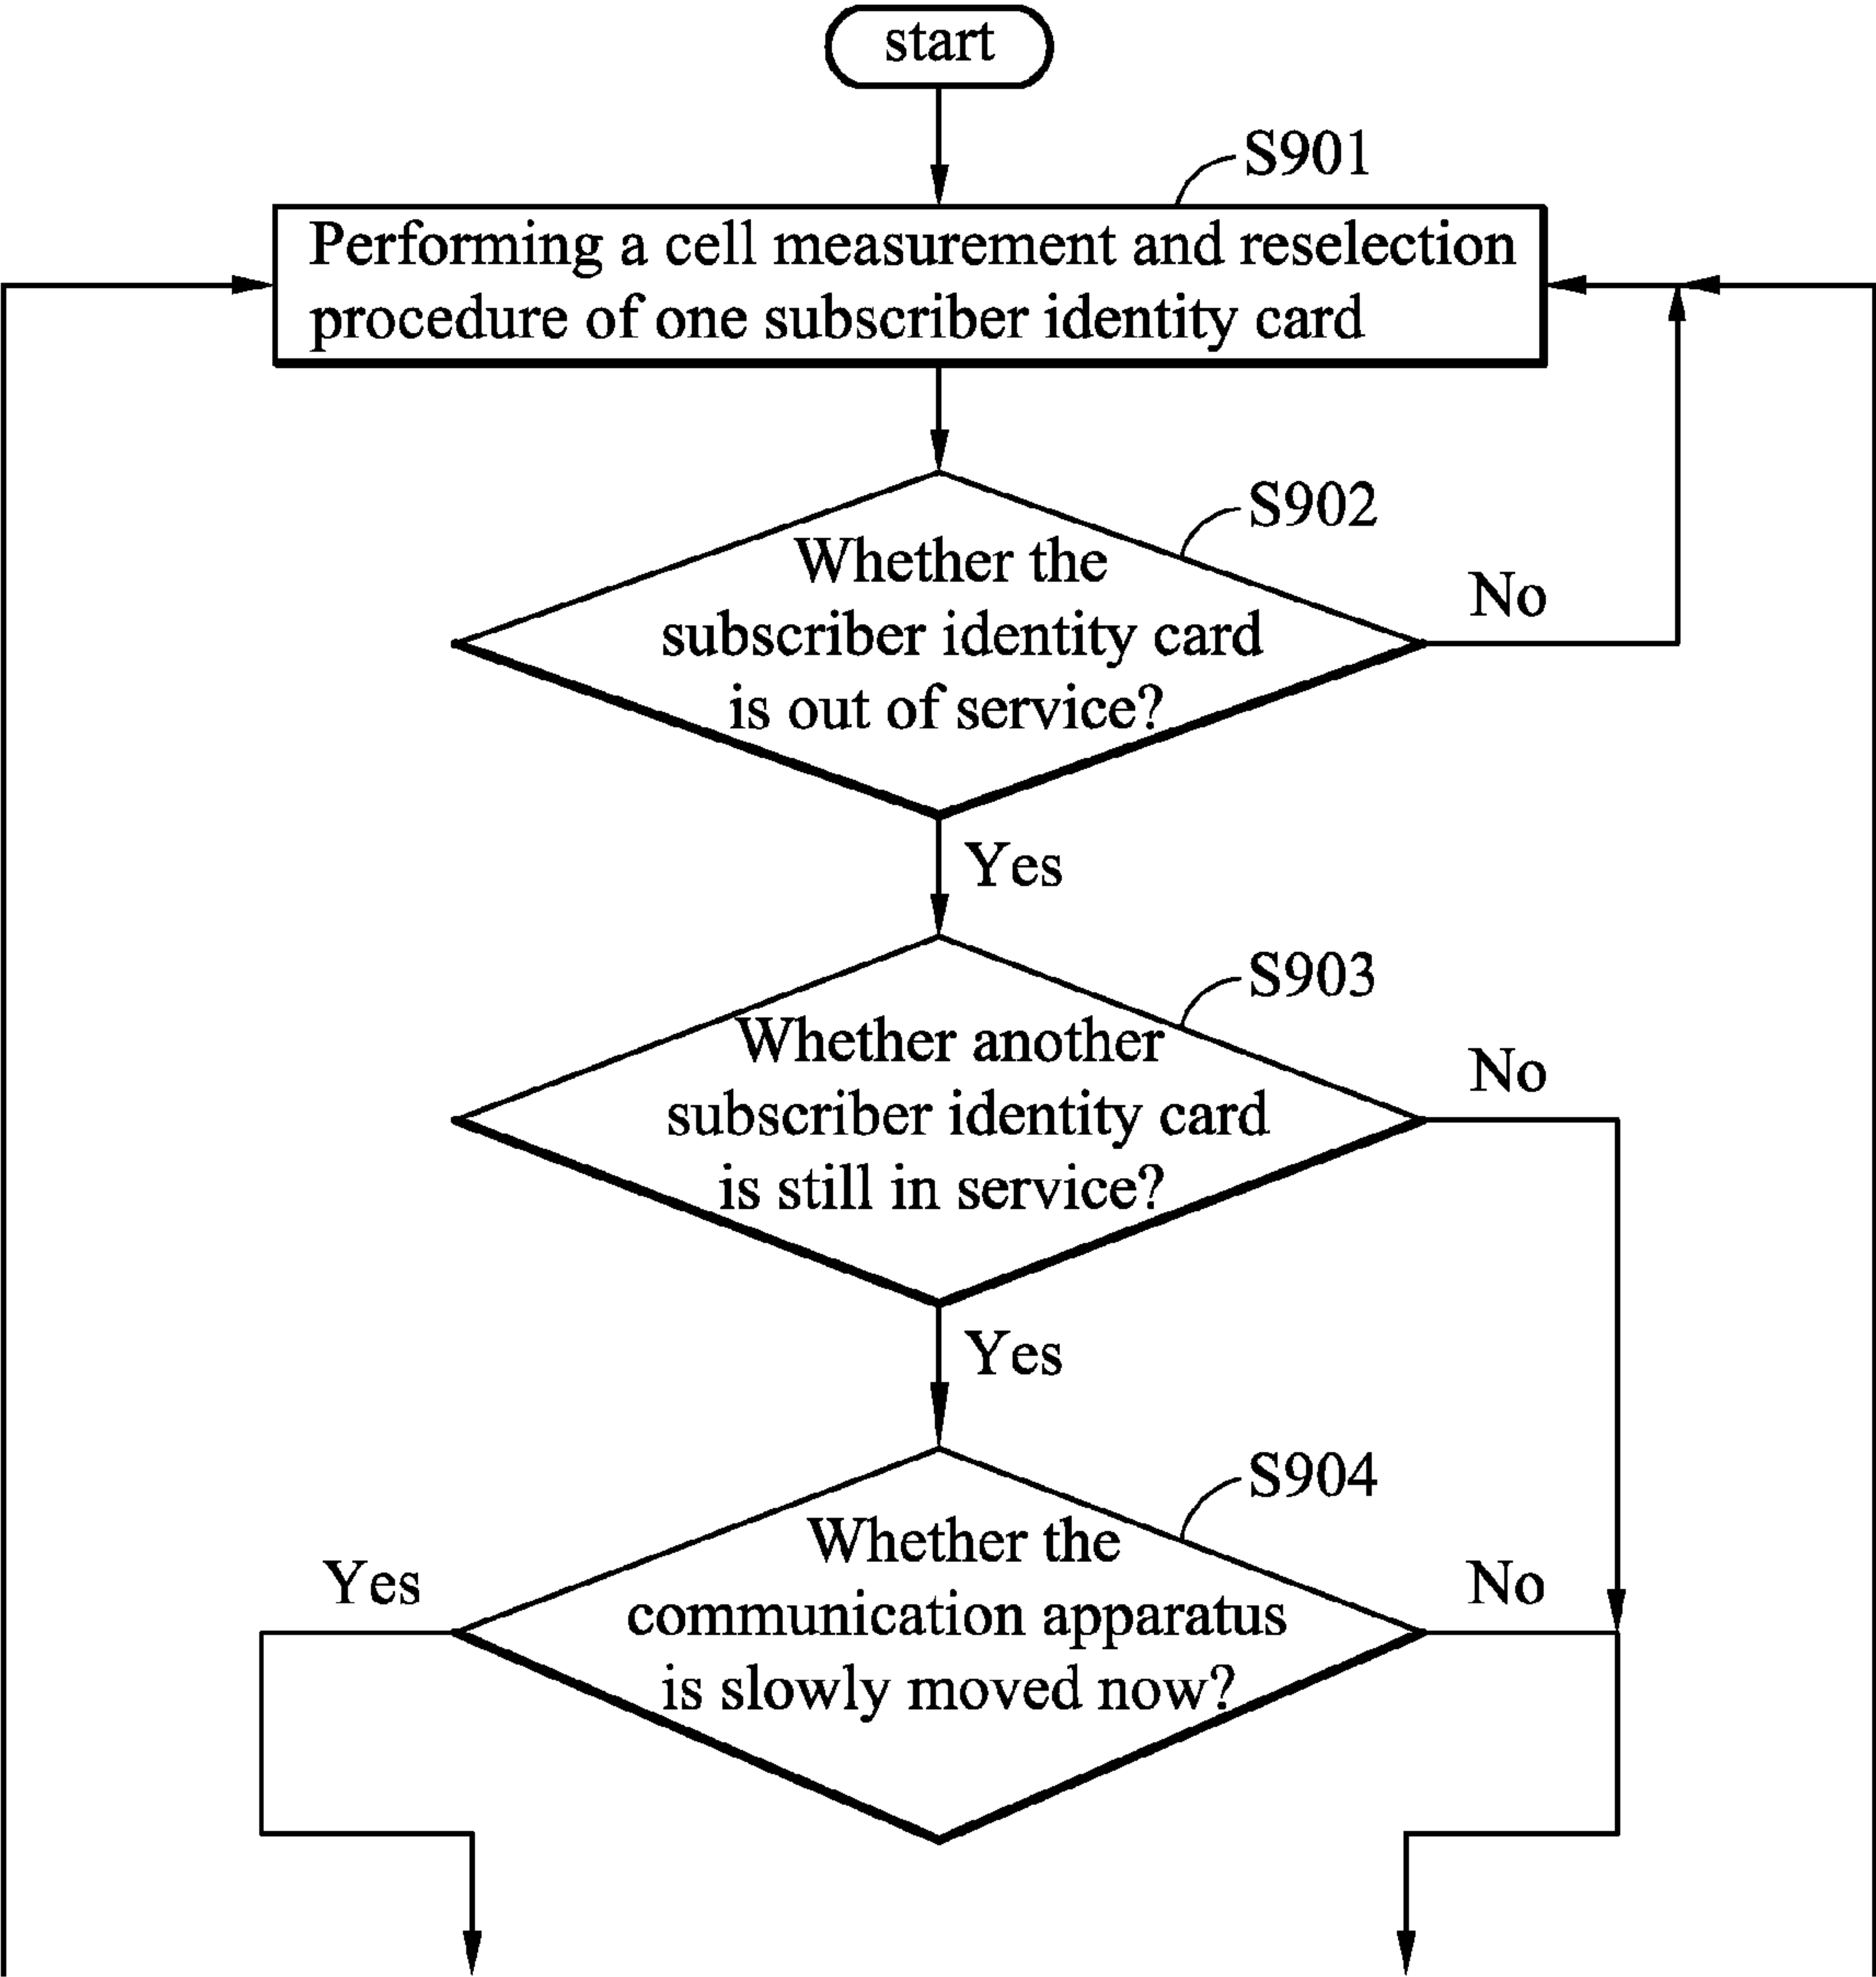 start
S901
Performing a cell measurement and reselection
procedure of one subscriber identity card
S902
Whether the
subscriber identity card
is out of service?
No
Yes
S903
Whether another
subscriber identity card
is still in service?
No
Yes
S904
Whether the
communication apparatus
is slowly moved now?
Yes
No